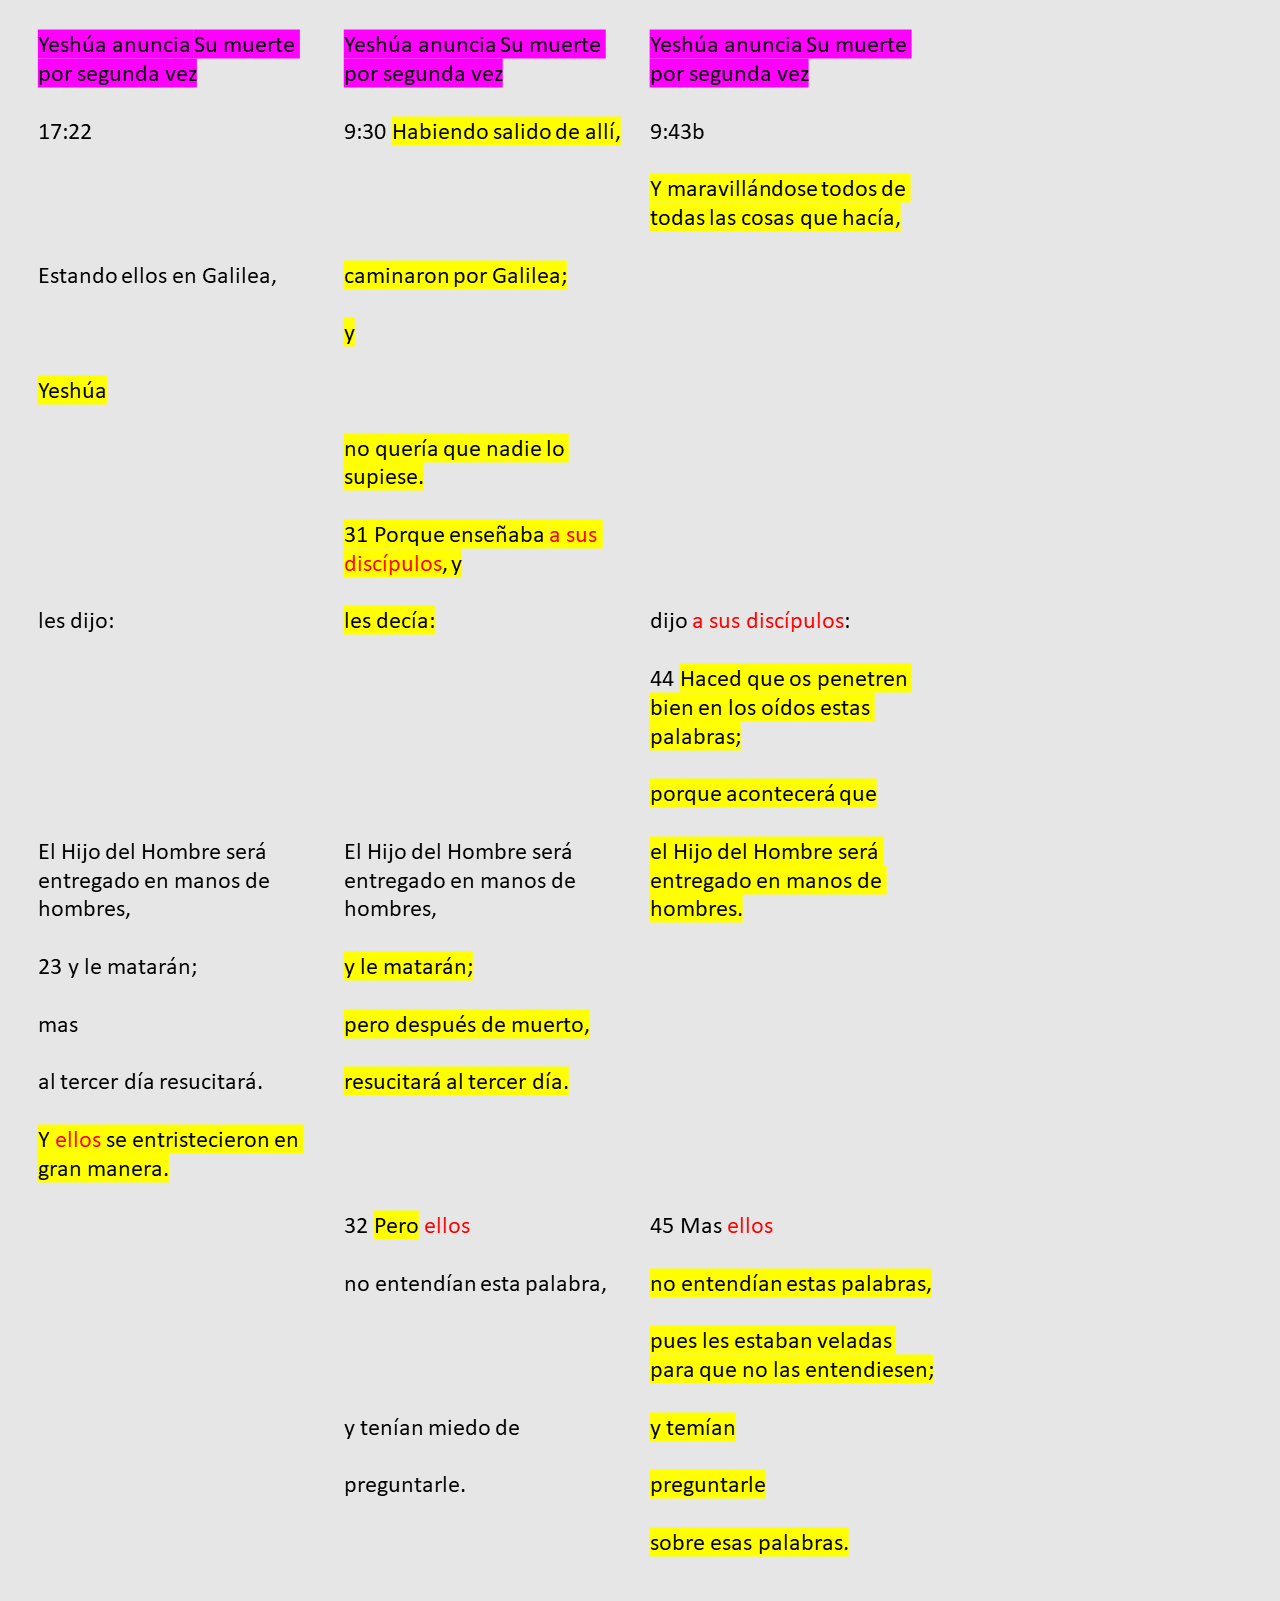 Yeshúa anuncia Su muerte
por segunda vez
17:22
Estando ellos en Galilea,
Yeshúa
les dijo:
El Hijo del Hombre será
entregado en manos de
hombres,
23 y le matarán;
mas
al tercer día resucitará.
Y ellos se entristecieron en
gran manera.
Yeshúa anuncia Su muerte
por segunda vez
9:30 Habiendo salido de allí,
caminaron por Galilea;
y
no quería que nadie lo
supiese.
31 Porque enseñaba a sus
discípulos, y
les decía:
El Hijo del Hombre será
entregado en manos de
hombres,
y le matarán;
pero después de muerto,
resucitará al tercer día.
32 Pero ellos
no entendían esta palabra,
y tenían miedo de
preguntarle.
Yeshúa anuncia Su muerte
por segunda vez
9:43b
Y maravillándose todos de
todas las cosas que hacía,
dijo a sus discípulos:
44 Haced que os penetren
bien en los oídos estas
palabras;
porque acontecerá que
el Hijo del Hombre será
entregado en manos de
hombres.
45 Mas ellos
no entendían estas palabras,
pues les estaban veladas
para que no las entendiesen;
y temían
preguntarle
sobre esas palabras.